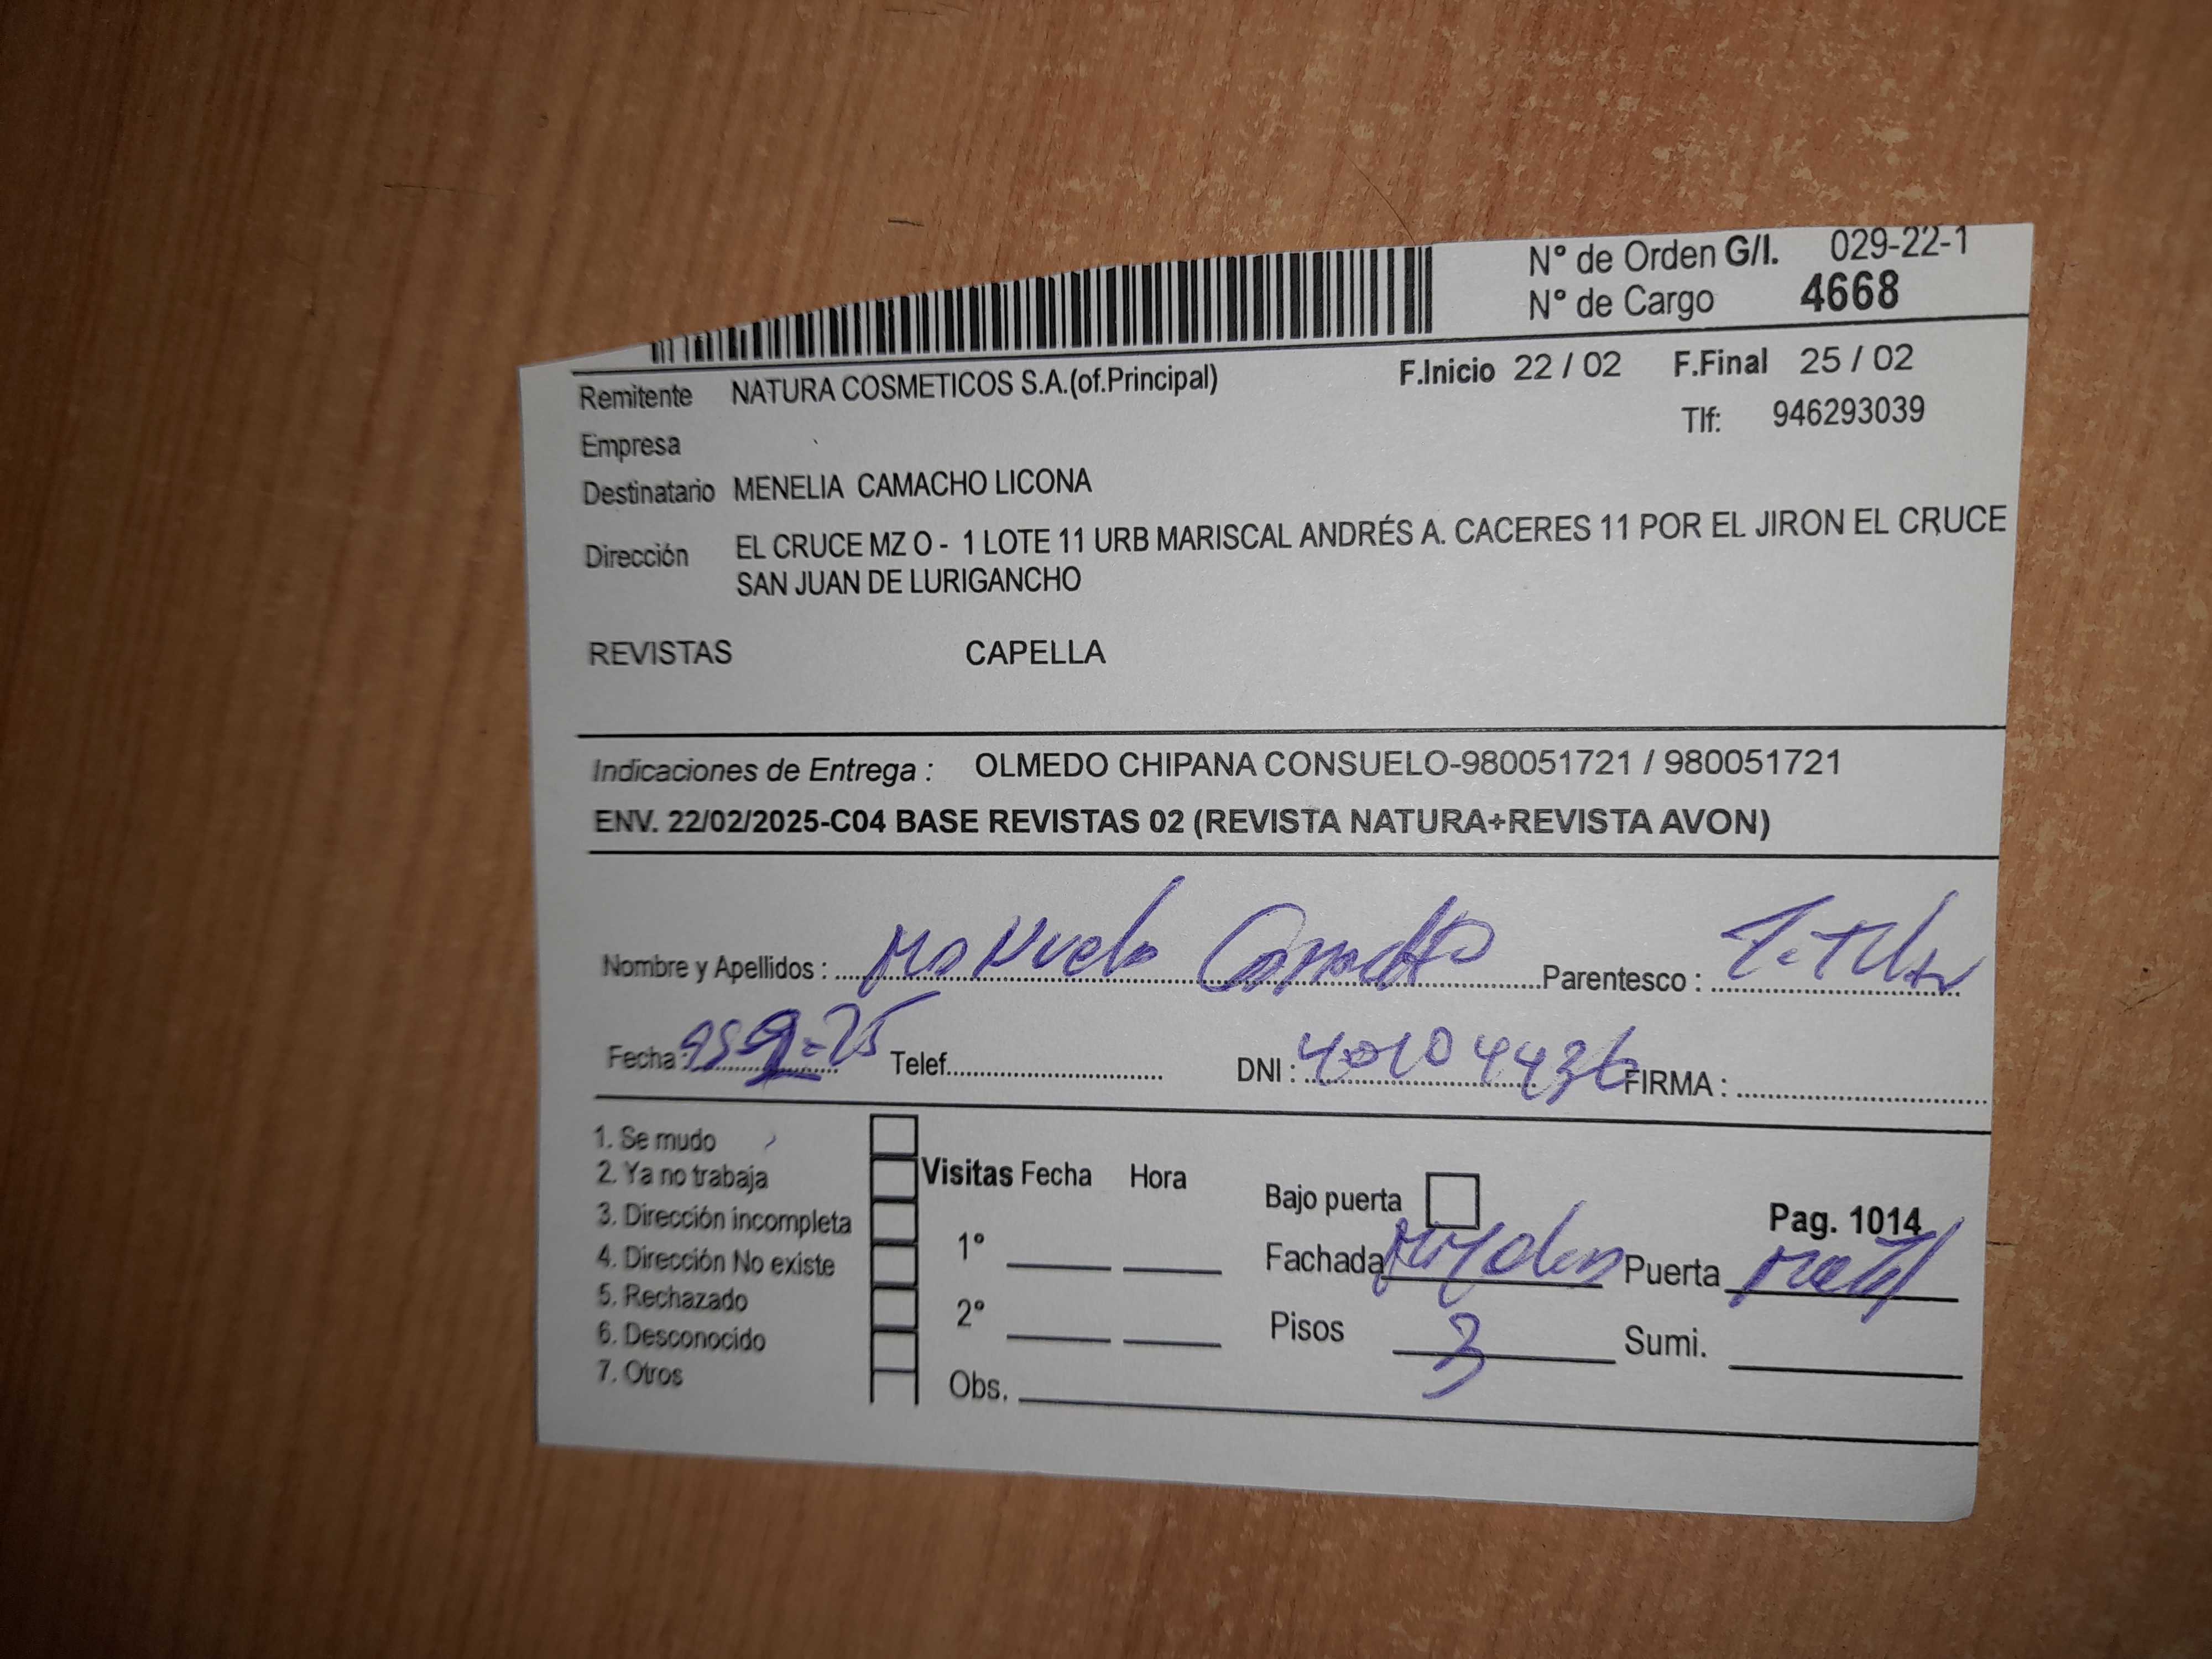 N° de Orden G/I. 029-22-1
N° de Cargo 4668
Remitente NATURA COSMETICOS S.A.(of.Principal) F.Inicio 22 / 02 F.Final 25 / 02
Empresa Tlf: 946293039
Destinatario MENELIA CAMACHO LICONA
Dirección EL CRUCE MZ O - 1 LOTE 11 URB MARISCAL ANDRÉS A. CACERES 11 POR EL JIRON EL CRUCE
SAN JUAN DE LURIGANCHO
REVISTAS CAPELLA
Indicaciones de Entrega : OLMEDO CHIPANA CONSUELO-980051721 / 980051721
ENV. 22/02/2025-C04 BASE REVISTAS 02 (REVISTA NATURA+REVISTA AVON)
Nombre y Apellidos : Parentesco :
Fecha : Telef. DNI : 40104436 FIRMA :
1. Se mudo
2. Ya no trabaja
3. Dirección incompleta
4. Dirección No existe
5. Rechazado
6. Desconocido
7. Otros
Visitas Fecha Hora
1°
2°
Obs.
Bajo puerta Pag. 1014
Fachada Puerta Metal
Pisos 3 Sumi.